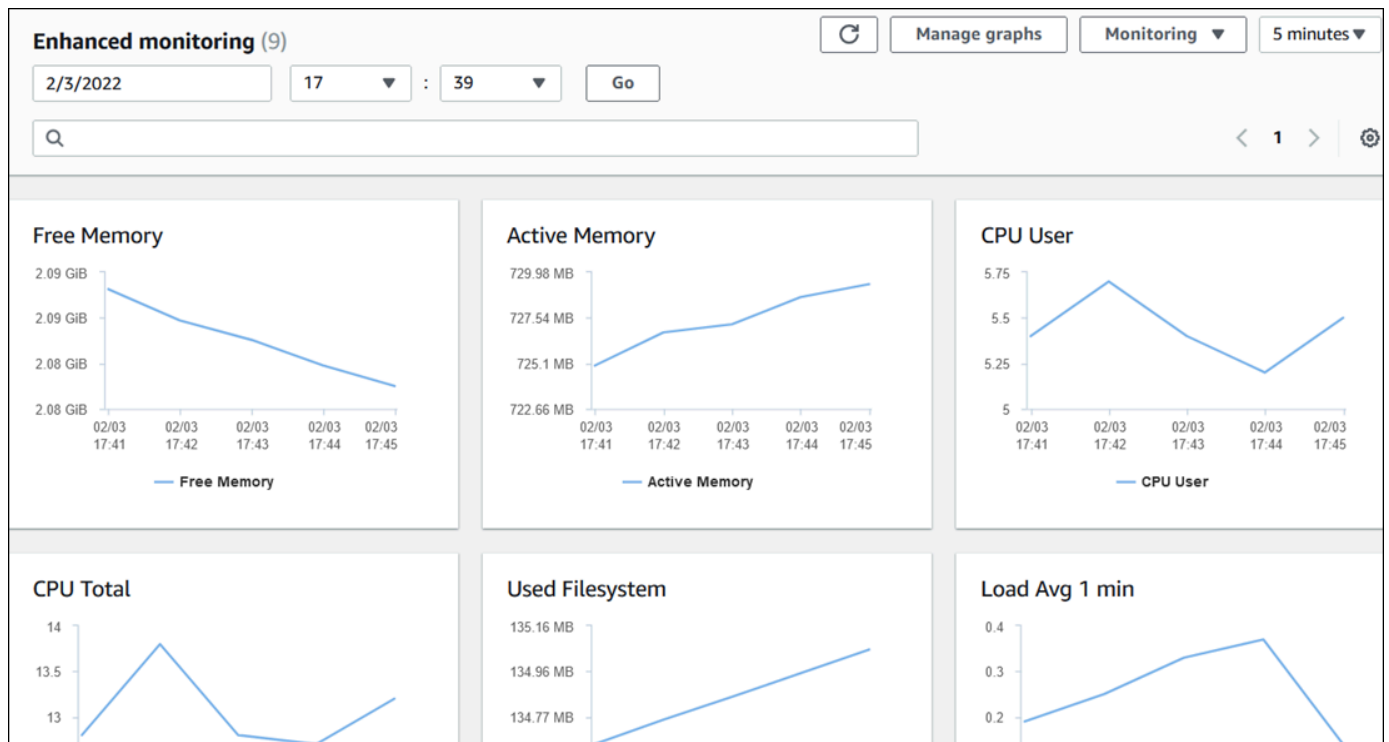 Enhanced monitoring (9)
Manage graphs
Monitoring
5 minutes
2/3/2022
17
:
39
Go
1
Free Memory
2.09 GiB
2.09 GiB
2.08 GiB
2.08 GiB
02/03 02/03 02/03 02/03 02/03
17:41 17:42 17:43 17:44 17:45
Free Memory
Active Memory
729.98 MB
727.54 MB
725.1 MB
722.66 MB
02/03 02/03 02/03 02/03 02/03
17:41 17:42 17:43 17:44 17:45
Active Memory
CPU User
5.75
5.5
5.25
5
02/03 02/03 02/03 02/03 02/03
17:41 17:42 17:43 17:44 17:45
CPU User
CPU Total
14
13.5
13
Used Filesystem
135.16 MB
134.96 MB
134.77 MB
Load Avg 1 min
0.4
0.3
0.2